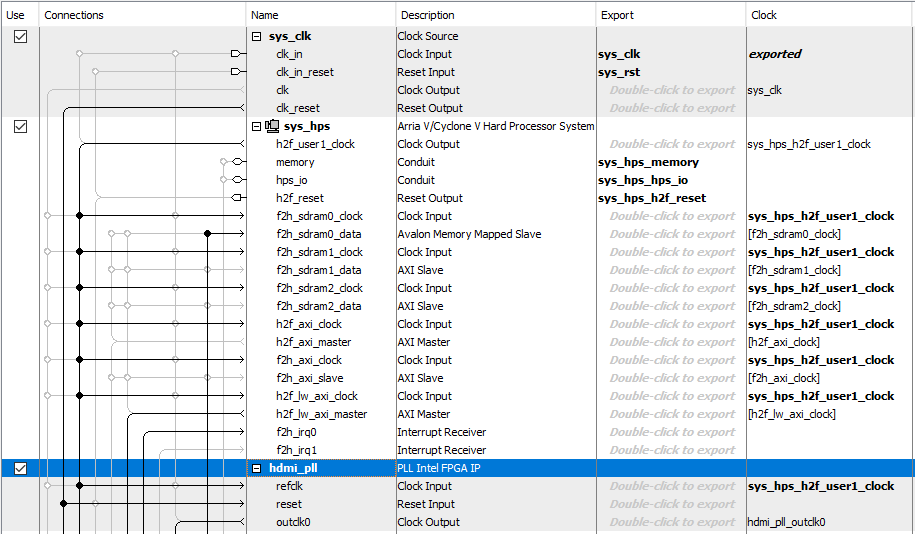 Use Connections Name Description Export Clock
sys_clk Clock Source
clk_in Clock Input sys_clk exported
clk_in_reset Reset Input sys_rst
clk Clock Output Double-click to export sys_clk
clk_reset Reset Output Double-click to export
sys_hps Arria V/Cyclone V Hard Processor System
h2f_user1_clock Clock Output Double-click to export sys_hps_h2f_user1_clock
memory Conduit sys_hps_memory
hps_io Conduit sys_hps_hps_io
h2f_reset Reset Output sys_hps_h2f_reset
f2h_sdram0_clock Clock Input Double-click to export sys_hps_h2f_user1_clock
f2h_sdram0_data Avalon Memory Mapped Slave Double-click to export [f2h_sdram0_clock]
f2h_sdram1_clock Clock Input Double-click to export sys_hps_h2f_user1_clock
f2h_sdram1_data AXI Slave Double-click to export [f2h_sdram1_clock]
f2h_sdram2_clock Clock Input Double-click to export sys_hps_h2f_user1_clock
f2h_sdram2_data AXI Slave Double-click to export [f2h_sdram2_clock]
h2f_axi_clock Clock Input Double-click to export sys_hps_h2f_user1_clock
h2f_axi_master AXI Master Double-click to export [h2f_axi_clock]
f2h_axi_clock Clock Input Double-click to export sys_hps_h2f_user1_clock
f2h_axi_slave AXI Slave Double-click to export [f2h_axi_clock]
h2f_lw_axi_clock Clock Input Double-click to export sys_hps_h2f_user1_clock
h2f_lw_axi_master AXI Master Double-click to export [h2f_lw_axi_clock]
f2h_irq0 Interrupt Receiver Double-click to export
f2h_irq1 Interrupt Receiver Double-click to export
hdmi_pll PLL Intel FPGA IP
refclk Clock Input Double-click to export sys_hps_h2f_user1_clock
reset Reset Input Double-click to export
outclk0 Clock Output Double-click to export hdmi_pll_outclk0